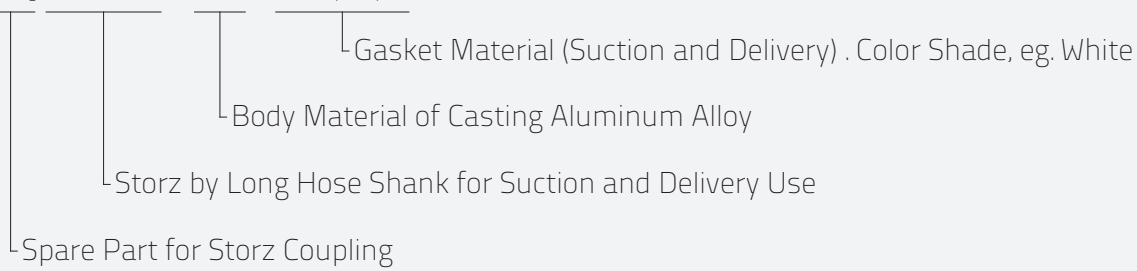 Gasket Material (Suction and Delivery) . Color Shade, eg. White
Body Material of Casting Aluminum Alloy
Storz by Long Hose Shank for Suction and Delivery Use
Spare Part for Storz Coupling